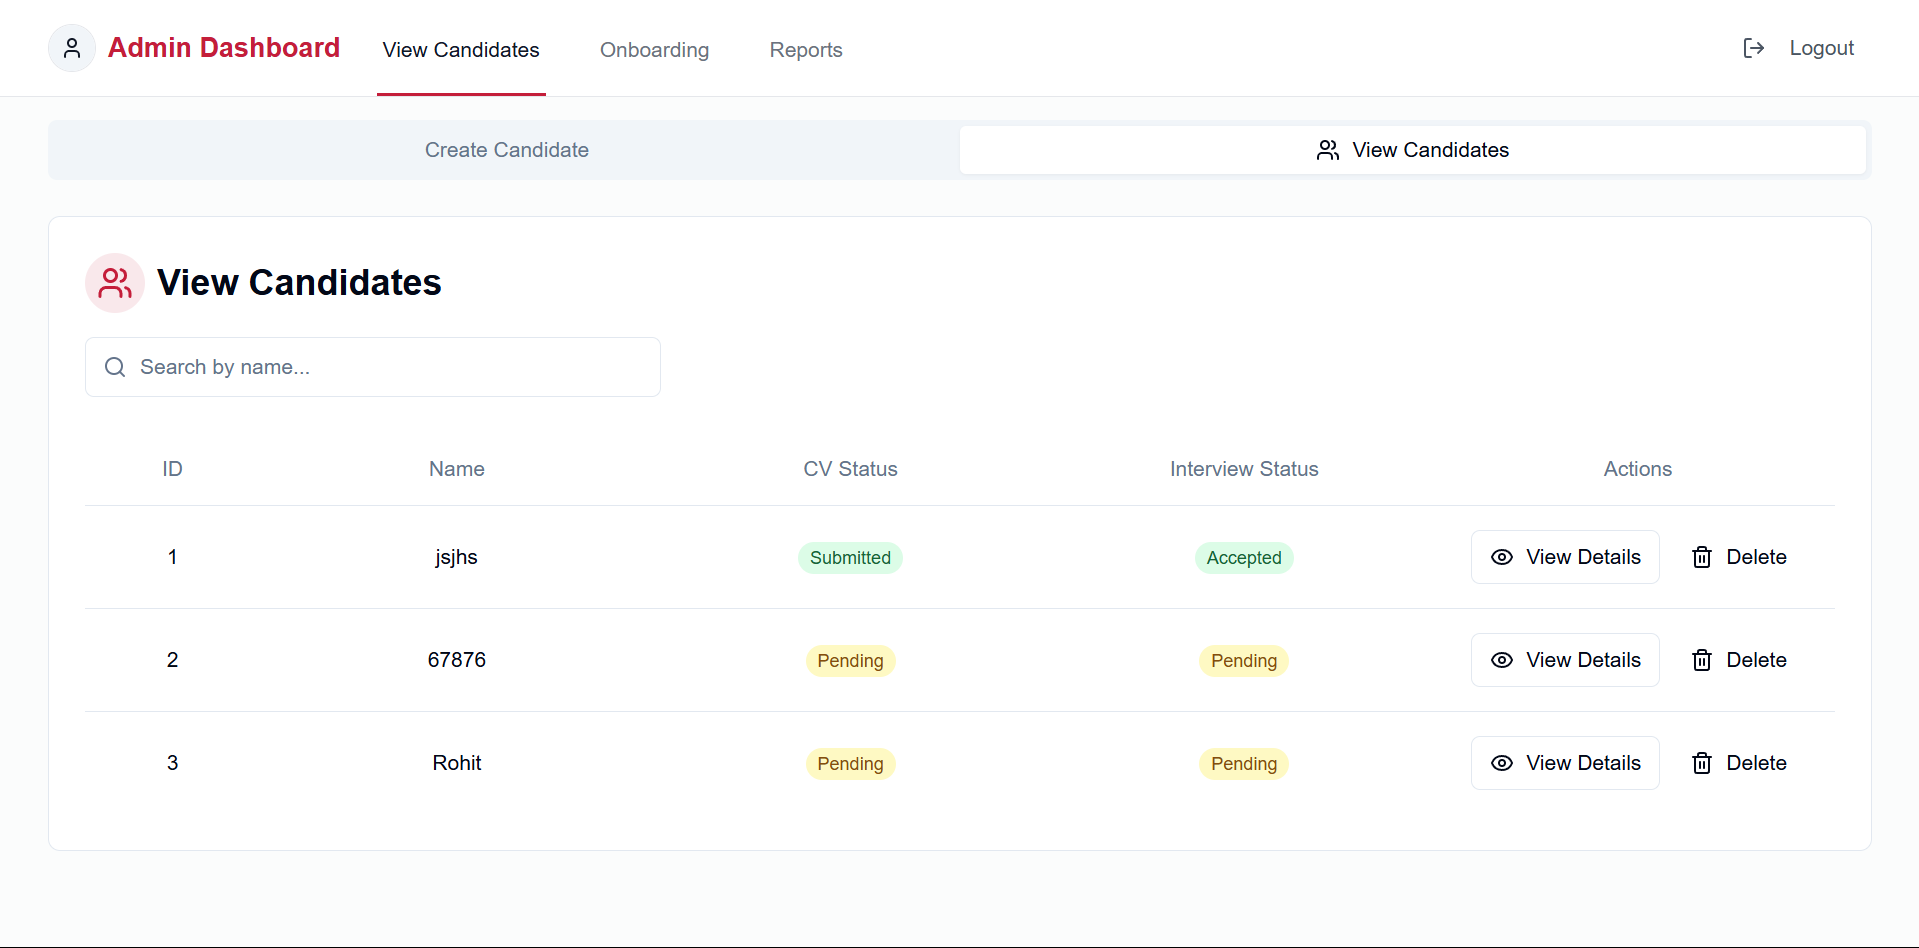 Admin Dashboard View Candidates Onboarding Reports Logout
Create Candidate View Candidates
View Candidates
Search by name...
ID Name CV Status Interview Status Actions
1 jsjhs Submitted Accepted View Details Delete
2 67876 Pending Pending View Details Delete
3 Rohit Pending Pending View Details Delete